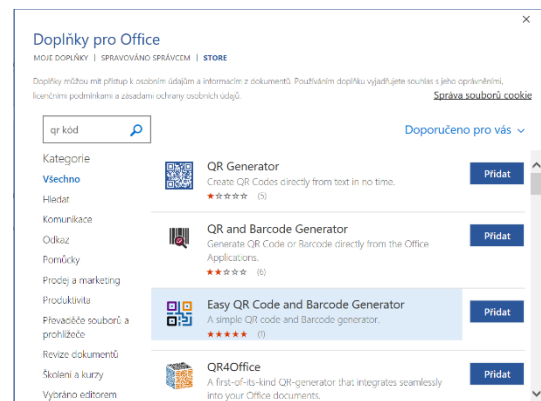 Doplňky pro Office
MOJE DOPLŇKY | SPRAVOVÁNO SPRÁVCEM | STORE
Doplňky můžou mít přístup k osobním údajům a informacím z dokumentů. Používáním doplňku vyjadřujete souhlas s jeho oprávněními,
licenčními podmínkami a zásadami ochrany osobních údajů.
Správa souborů cookie
qr kód
Doporučeno pro vás
Kategorie
Všechno
Hledat
Komunikace
Odkaz
Pomůcky
Prodej a marketing
Produktivita
Převaděče souborů a
prohlížeče
Revize dokumentů
Školení a kurzy
Vybráno editorem
QR Generator
Create QR Codes directly from text in no time.
(5)
Přidat
QR and Barcode Generator
Generate QR Code or Barcode directly from the Office
Applications.
(6)
Přidat
Easy QR Code and Barcode Generator
A simple QR code and Barcode generator.
(1)
Přidat
QR4Office
A first-of-its-kind QR-generator that integrates seamlessly
into your Office documents.
Přidat